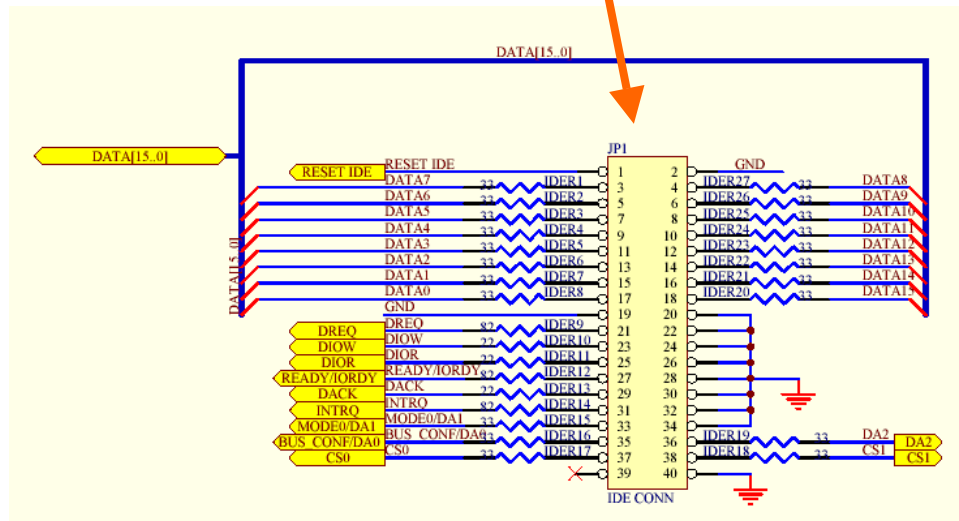 DATA[15..0]
DATA[15..0]
DATA[15..0]
JP1
RESET IDE RESET IDE 1 2 GND
DATA7 33 IDER1 3 4 IDER27 33 DATA8
DATA6 33 IDER2 5 6 IDER26 33 DATA9
DATA5 33 IDER3 7 8 IDER25 33 DATA10
DATA4 33 IDER4 9 10 IDER24 33 DATA11
DATA3 33 IDER5 11 12 IDER23 33 DATA12
DATA2 33 IDER6 13 14 IDER22 33 DATA13
DATA1 33 IDER7 15 16 IDER21 33 DATA14
DATA0 33 IDER8 17 18 IDER20 33 DATA15
GND 19 20
DREQ DREQ 82 IDER9 21 22
DIOW DIOW 22 IDER10 23 24
DIOR DIOR 22 IDER11 25 26
READY/IORDY READY/IORDY 82 IDER12 27 28
DACK DACK 22 IDER13 29 30
INTRQ INTRQ 82 IDER14 31 32
MODE0/DA1 MODE0/DA1 33 IDER15 33 34
BUS_CONF/DA0 BUS_CONF/DA0 33 IDER16 35 36 IDER19 33 DA2 DA2
CS0 CS0 33 IDER17 37 38 IDER18 33 CS1 CS1
39 40
IDE CONN